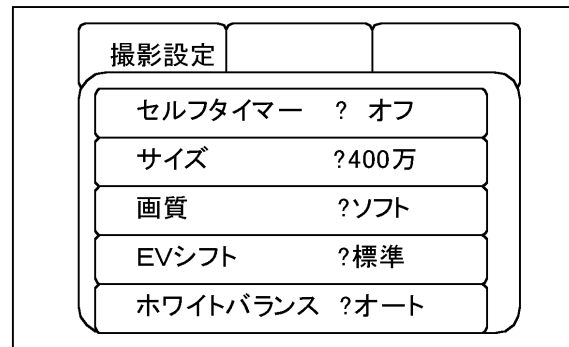 撮影設定
セルフタイマー ? オフ
サイズ ?400万
画質 ?ソフト
EVシフト ?標準
ホワイトバランス ?オート